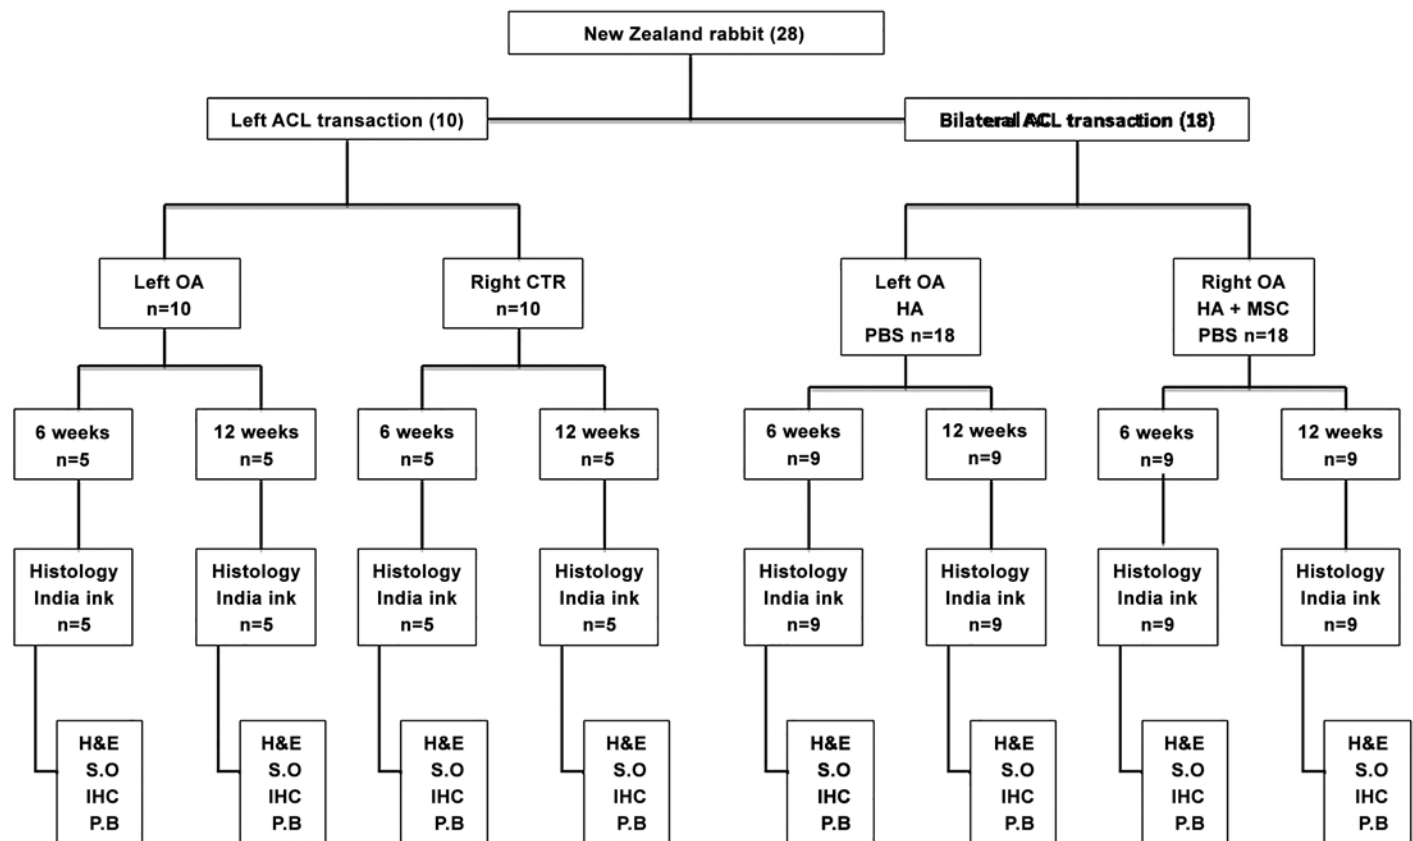 New Zealand rabbit (28)
Left ACL transaction (10)
Bilateral ACL transaction (18)
Left OA
n=10
Right CTR
n=10
Left OA
HA
PBS n=18
Right OA
HA + MSC
PBS n=18
6 weeks
n=5
12 weeks
n=5
6 weeks
n=5
12 weeks
n=5
6 weeks
n=9
12 weeks
n=9
6 weeks
n=9
12 weeks
n=9
Histology
India ink
n=5
Histology
India ink
n=5
Histology
India ink
n=5
Histology
India ink
n=5
Histology
India ink
n=9
Histology
India ink
n=9
Histology
India ink
n=9
Histology
India ink
n=9
H&E
S.O
IHC
P.B
H&E
S.O
IHC
P.B
H&E
S.O
IHC
P.B
H&E
S.O
IHC
P.B
H&E
S.O
IHC
P.B
H&E
S.O
IHC
P.B
H&E
S.O
IHC
P.B
H&E
S.O
IHC
P.B